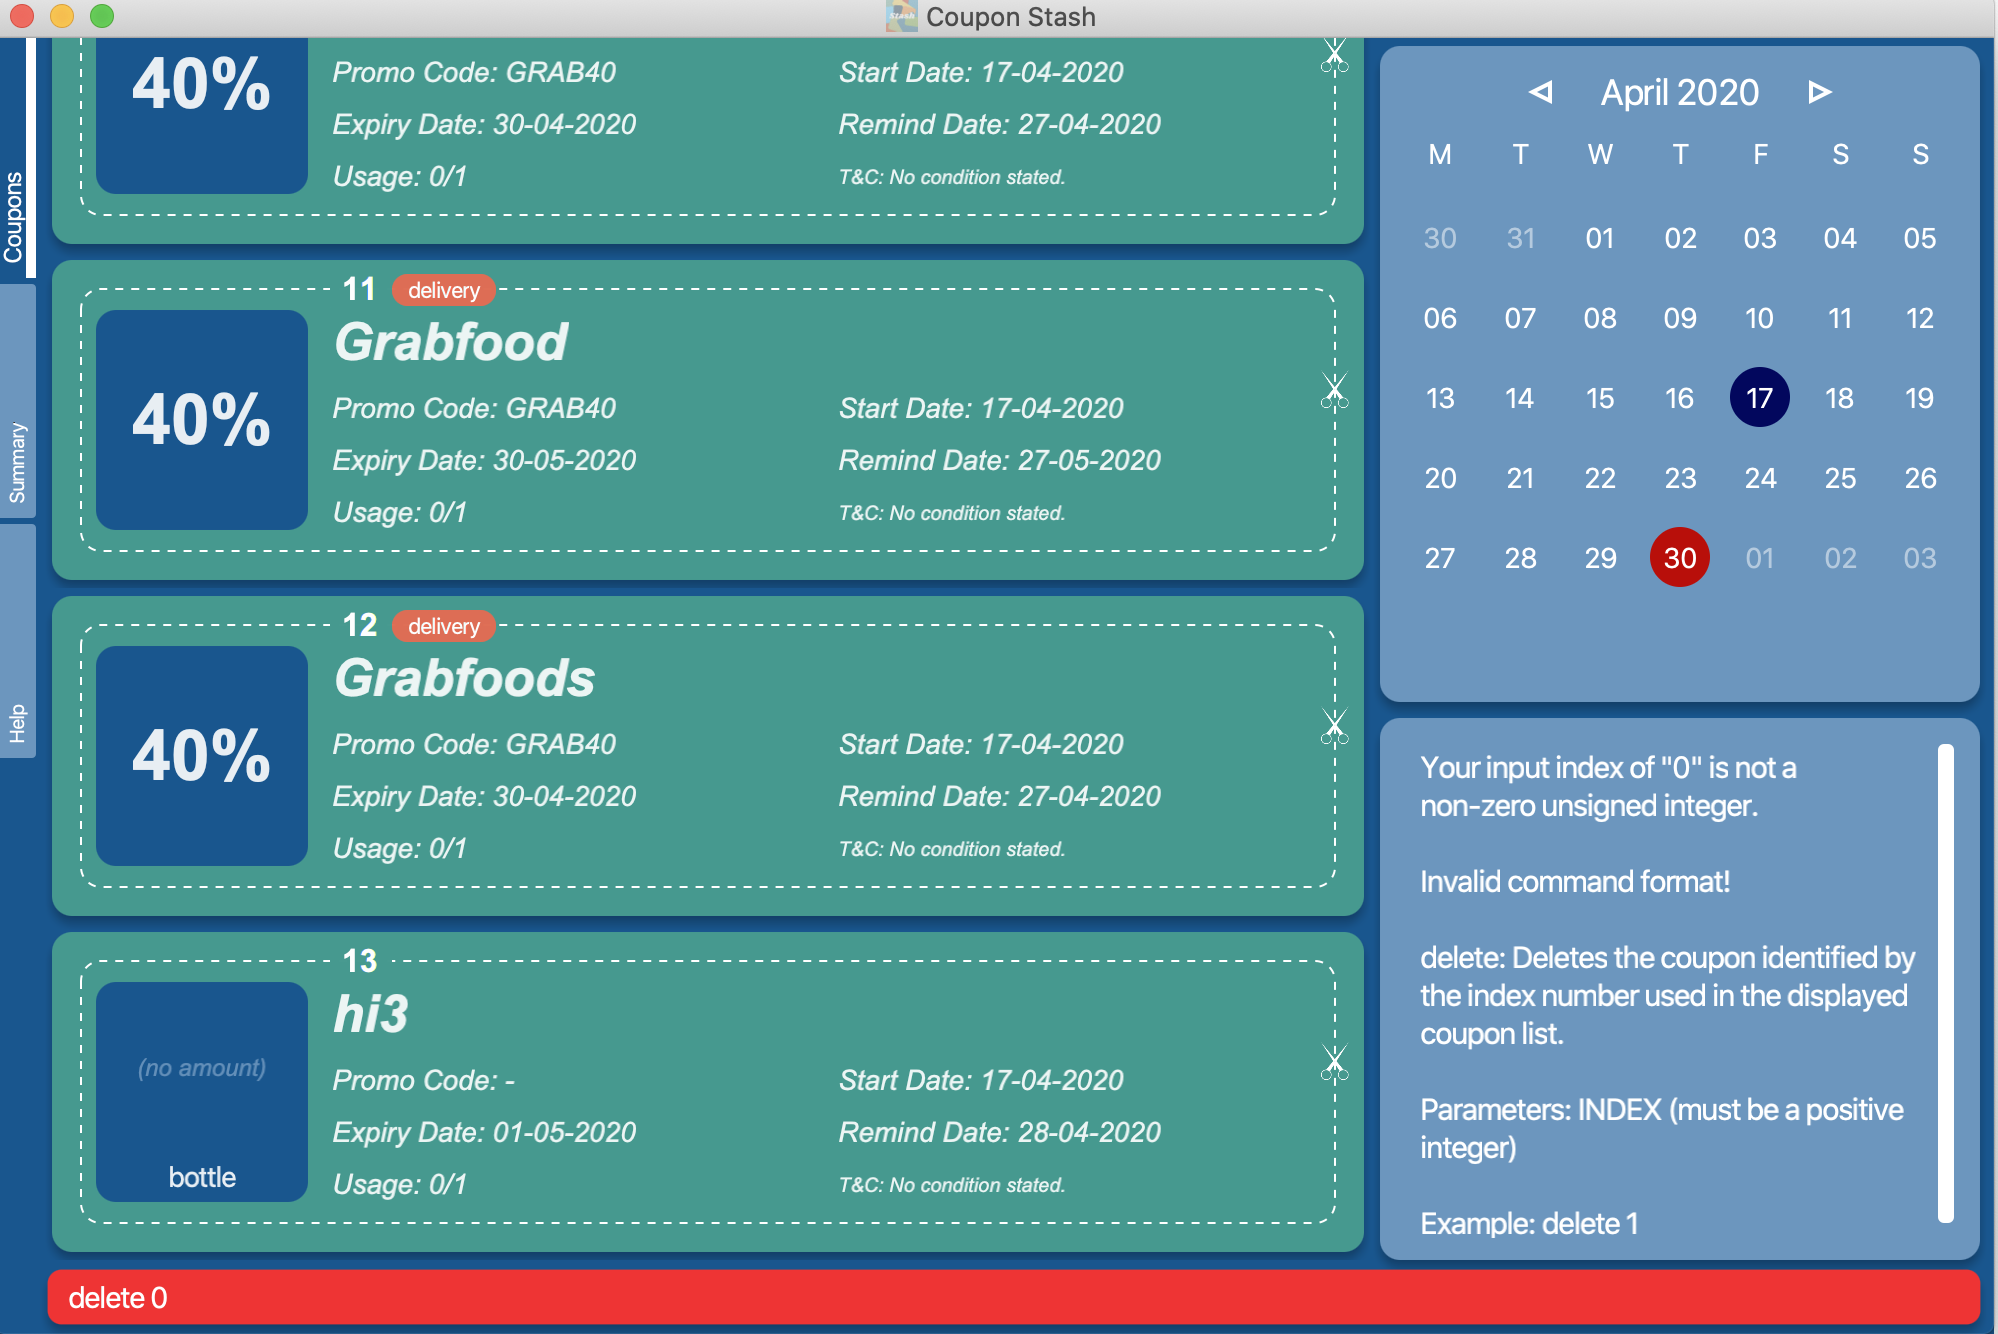 Coupon Stash
Coupons
Summary
Help
40%
Promo Code: GRAB40
Start Date: 17-04-2020
Expiry Date: 30-04-2020
Remind Date: 27-04-2020
Usage: 0/1
T&C: No condition stated.
11 delivery
Grabfood
40%
Promo Code: GRAB40
Start Date: 17-04-2020
Expiry Date: 30-05-2020
Remind Date: 27-05-2020
Usage: 0/1
T&C: No condition stated.
12 delivery
Grabfoods
40%
Promo Code: GRAB40
Start Date: 17-04-2020
Expiry Date: 30-04-2020
Remind Date: 27-04-2020
Usage: 0/1
T&C: No condition stated.
13
hi3
(no amount)
bottle
Promo Code: -
Start Date: 17-04-2020
Expiry Date: 01-05-2020
Remind Date: 28-04-2020
Usage: 0/1
T&C: No condition stated.
April 2020
M T W T F S S
30 31 01 02 03 04 05
06 07 08 09 10 11 12
13 14 15 16 17 18 19
20 21 22 23 24 25 26
27 28 29 30 01 02 03
Your input index of "0" is not a
non-zero unsigned integer.
Invalid command format!
delete: Deletes the coupon identified by
the index number used in the displayed
coupon list.
Parameters: INDEX (must be a positive
integer)
Example: delete 1
delete 0